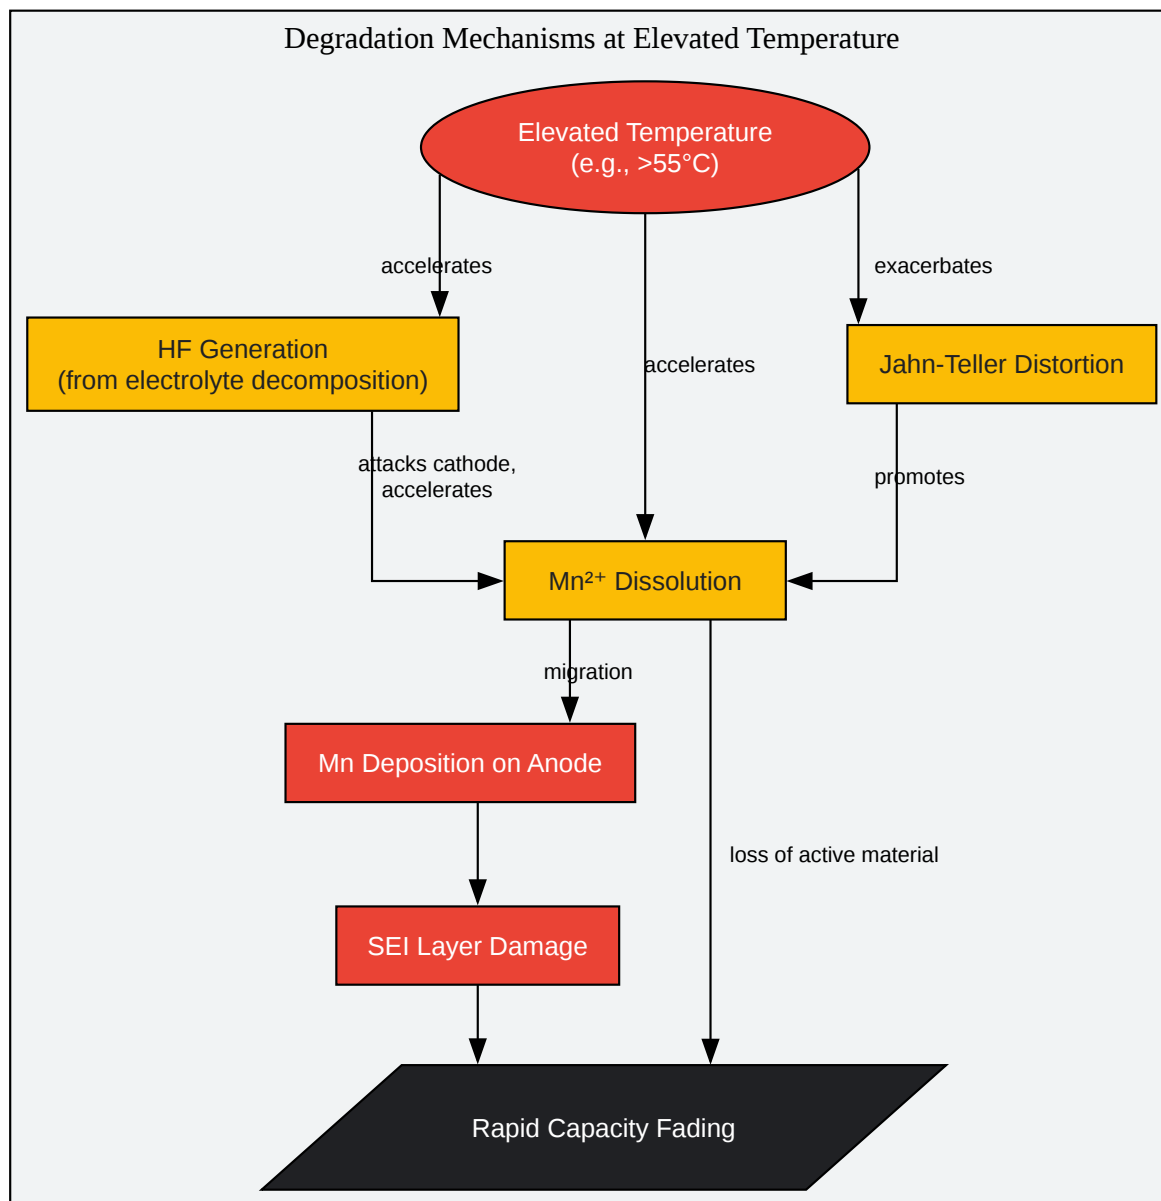 Degradation Mechanisms at Elevated Temperature
Elevated Temperature
(e.g., >55°C)
accelerates
exacerbates
HF Generation
(from electrolyte decomposition)
accelerates
Jahn-Teller Distortion
attacks cathode,
accelerates
promotes
Mn²⁺ Dissolution
migration
Mn Deposition on Anode
loss of active material
SEI Layer Damage
Rapid Capacity Fading